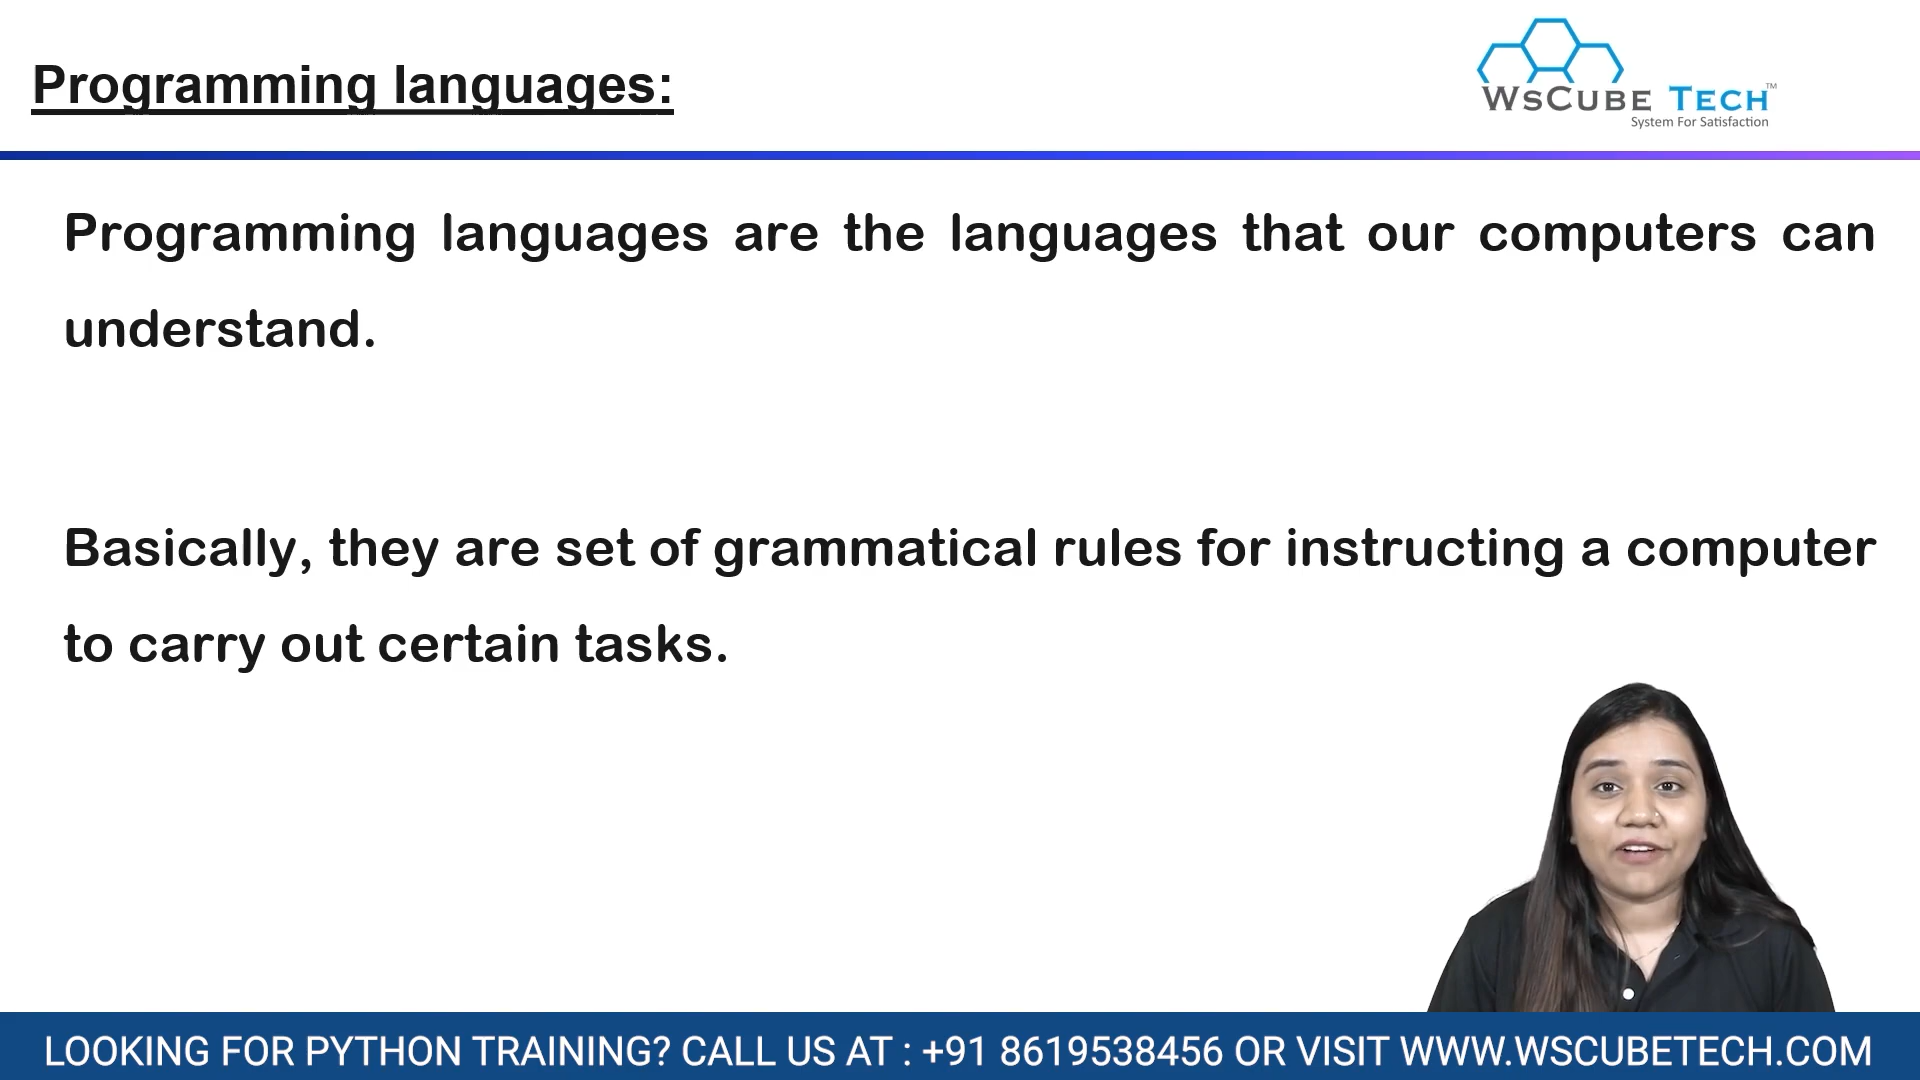 Programming languages:
WSCUBE TECH™
System For Satisfaction
Programming languages are the languages that our computers can
understand.
Basically, they are set of grammatical rules for instructing a computer
to carry out certain tasks.
LOOKING FOR PYTHON TRAINING? CALL US AT : +91 8619538456 OR VISIT WWW.WSCUBETECH.COM